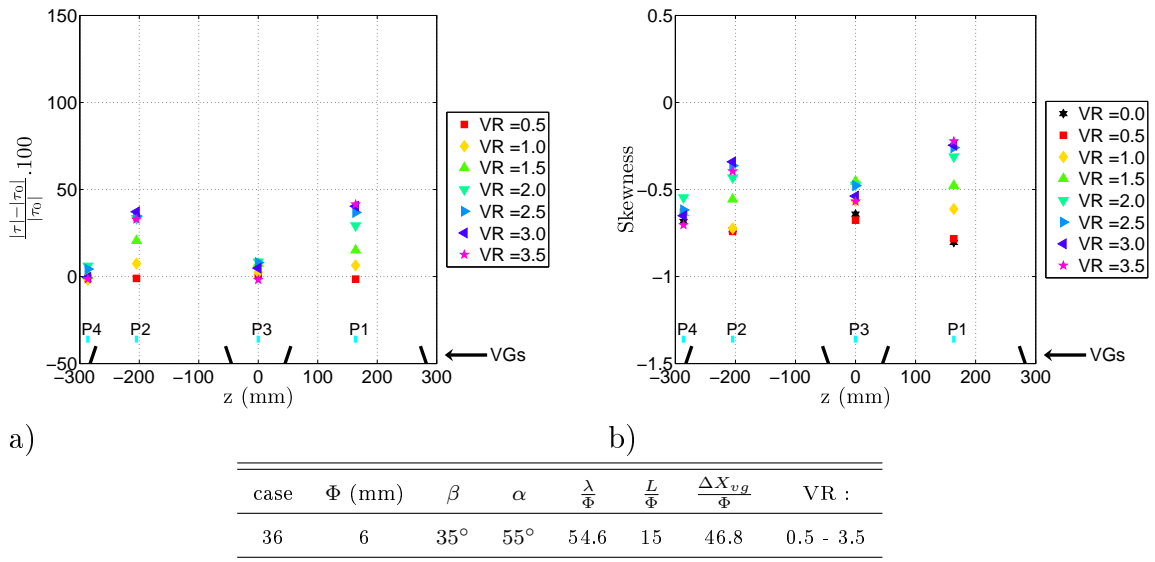 150
100
50
0
−50
|τ|−|τ0|
|τ0|
.100
P4 P2 P3 P1
VGs
−300 −200 −100 0 100 200 300
z (mm)
VR =0.5
VR =1.0
VR =1.5
VR =2.0
VR =2.5
VR =3.0
VR =3.5
a)
0.5
0
−0.5
−1
−1.5
Skewness
P4 P2 P3 P1
VGs
−300 −200 −100 0 100 200 300
z (mm)
VR =0.0
VR =0.5
VR =1.0
VR =1.5
VR =2.0
VR =2.5
VR =3.0
VR =3.5
b)
case Φ (mm) β α λ/Φ L/Φ ΔX_vg/Φ VR :
36 6 35° 55° 54.6 15 46.8 0.5 - 3.5